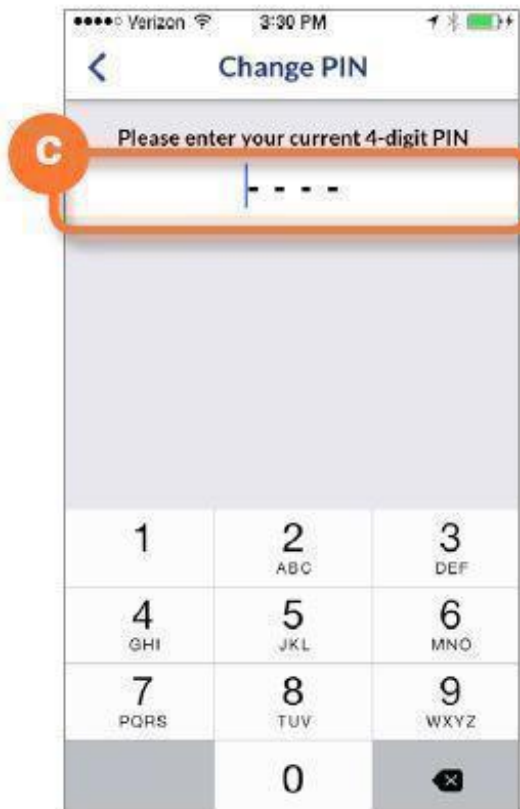 Verizon 3:30 PM
Change PIN
C
Please enter your current 4-digit PIN
- - - -
1 2 3
ABC DEF
4 5 6
GHI JKL MNO
7 8 9
PQRS TUV WXYZ
0